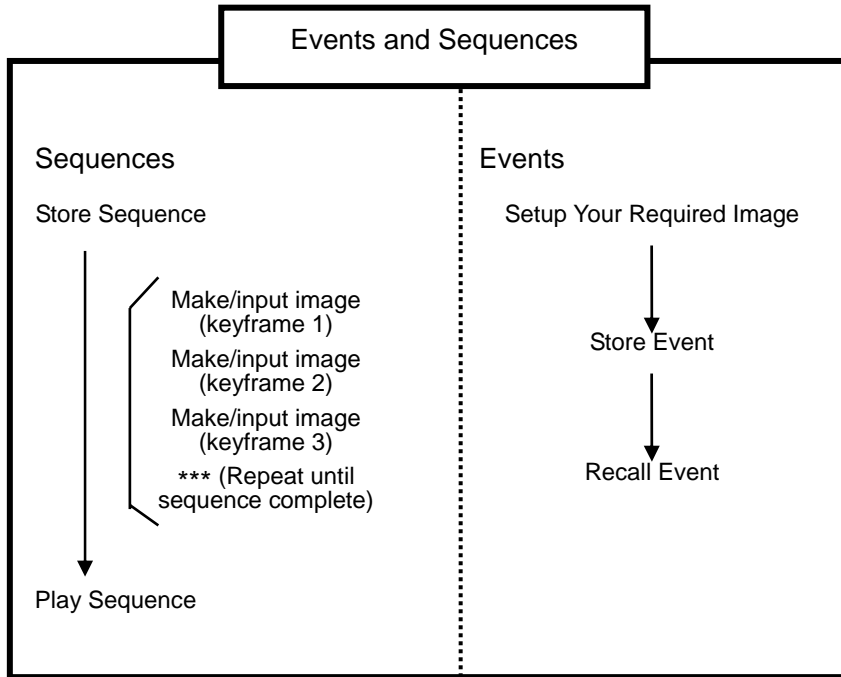 Events and Sequences
Sequences
Store Sequence
Make/input image
(keyframe 1)
Make/input image
(keyframe 2)
Make/input image
(keyframe 3)
*** (Repeat until
sequence complete)
Play Sequence
Events
Setup Your Required Image
Store Event
Recall Event